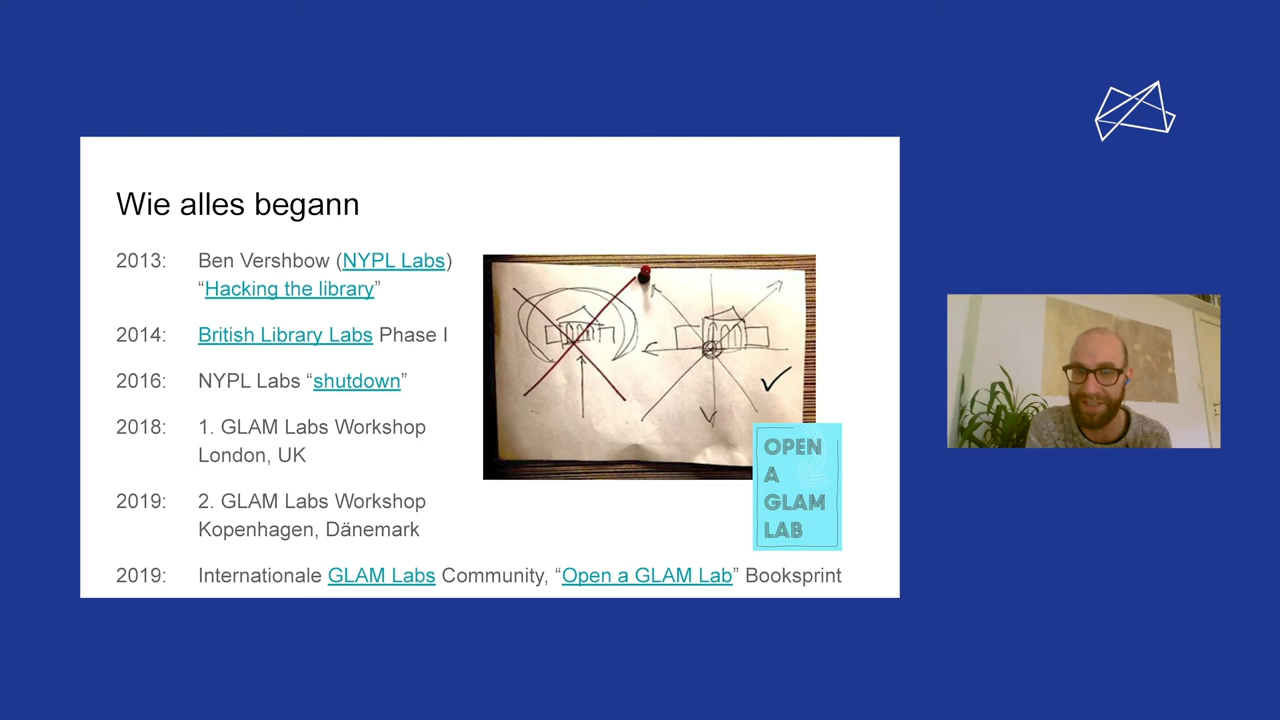 Wie alles begann
2013: Ben Vershbow (NYPL Labs)
“Hacking the library”
2014: British Library Labs Phase I
2016: NYPL Labs “shutdown”
2018: 1. GLAM Labs Workshop
London, UK
2019: 2. GLAM Labs Workshop
Kopenhagen, Dänemark
2019: Internationale GLAM Labs Community, “Open a GLAM Lab” Booksprint
OPEN
A
GLAM
LAB